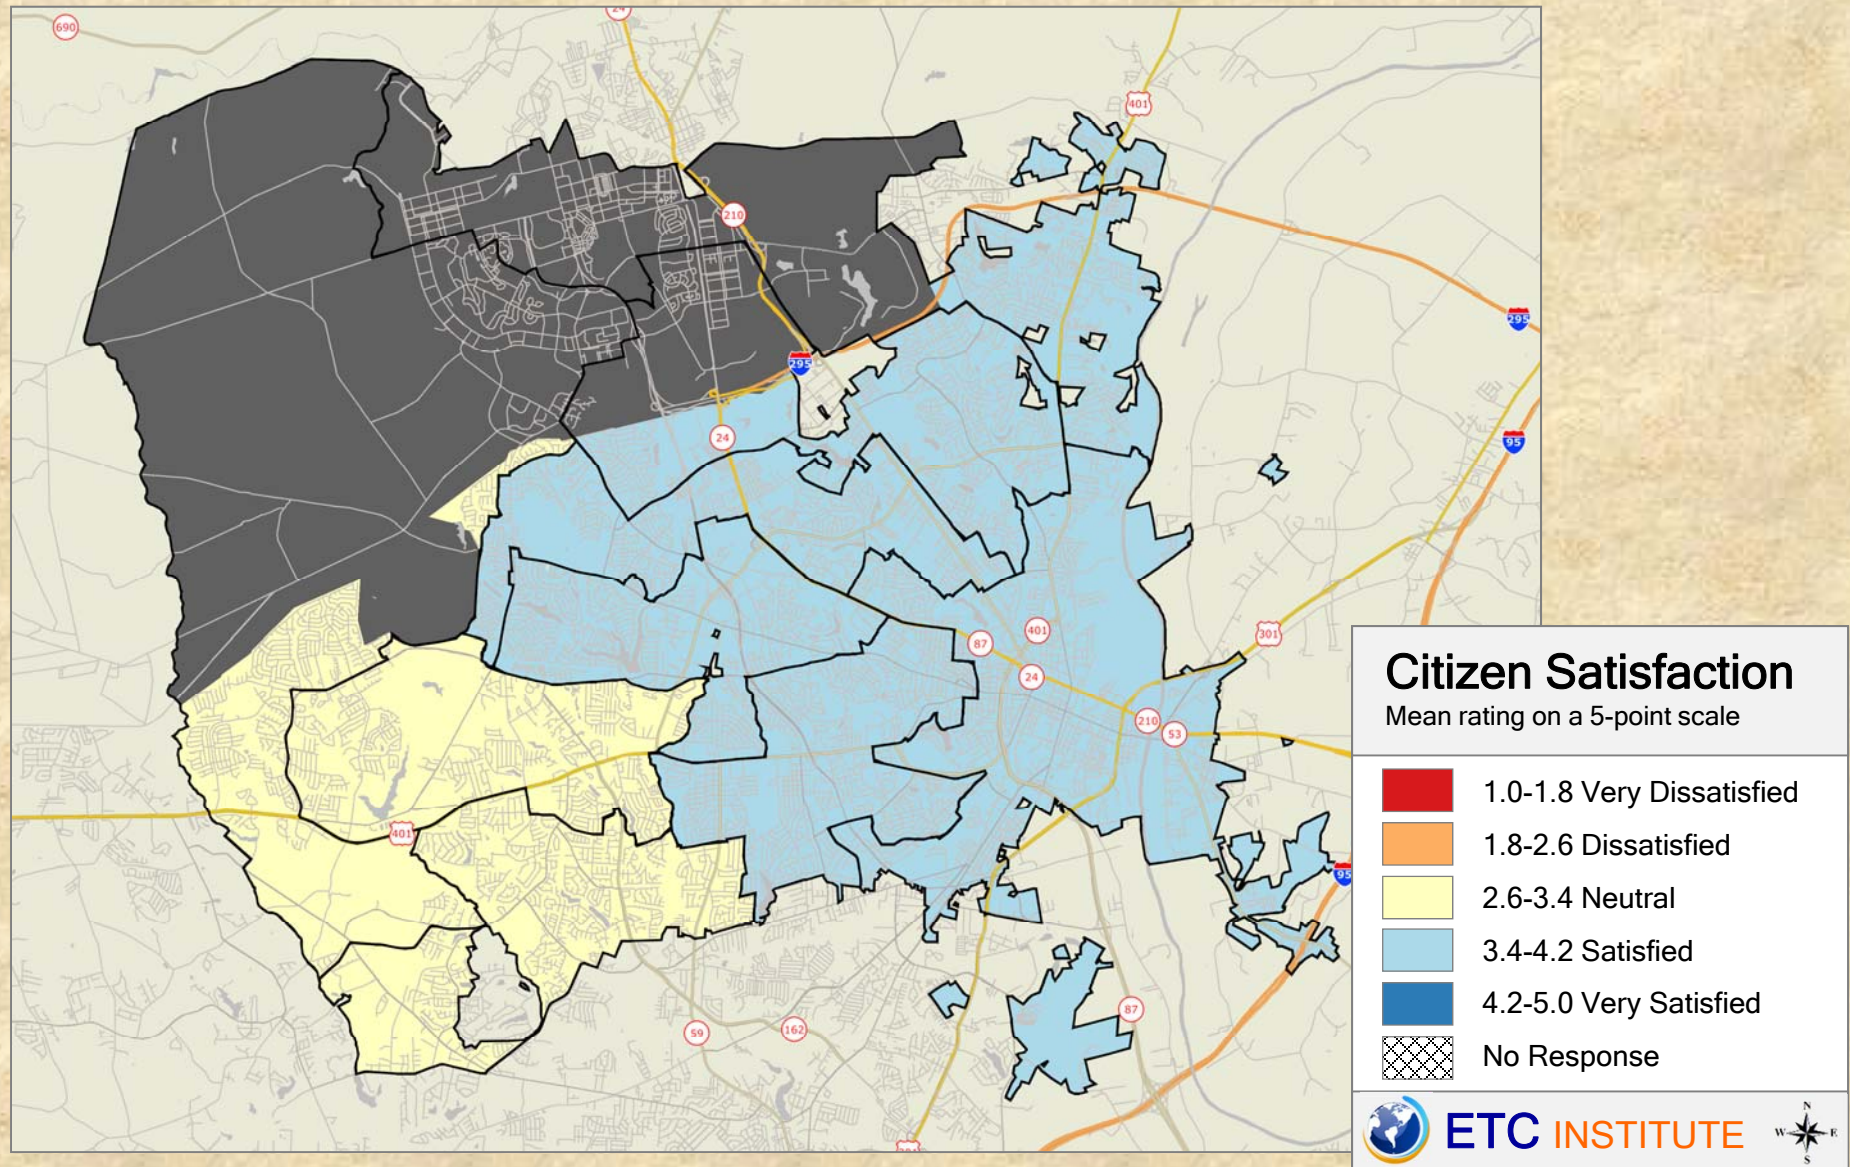 690
24
401
210
295
295
24
95
401
301
87
24
210
53
401
95
87
59
162
Citizen Satisfaction
Mean rating on a 5-point scale
1.0-1.8 Very Dissatisfied
1.8-2.6 Dissatisfied
2.6-3.4 Neutral
3.4-4.2 Satisfied
4.2-5.0 Very Satisfied
No Response
ETC INSTITUTE
N
W E
S